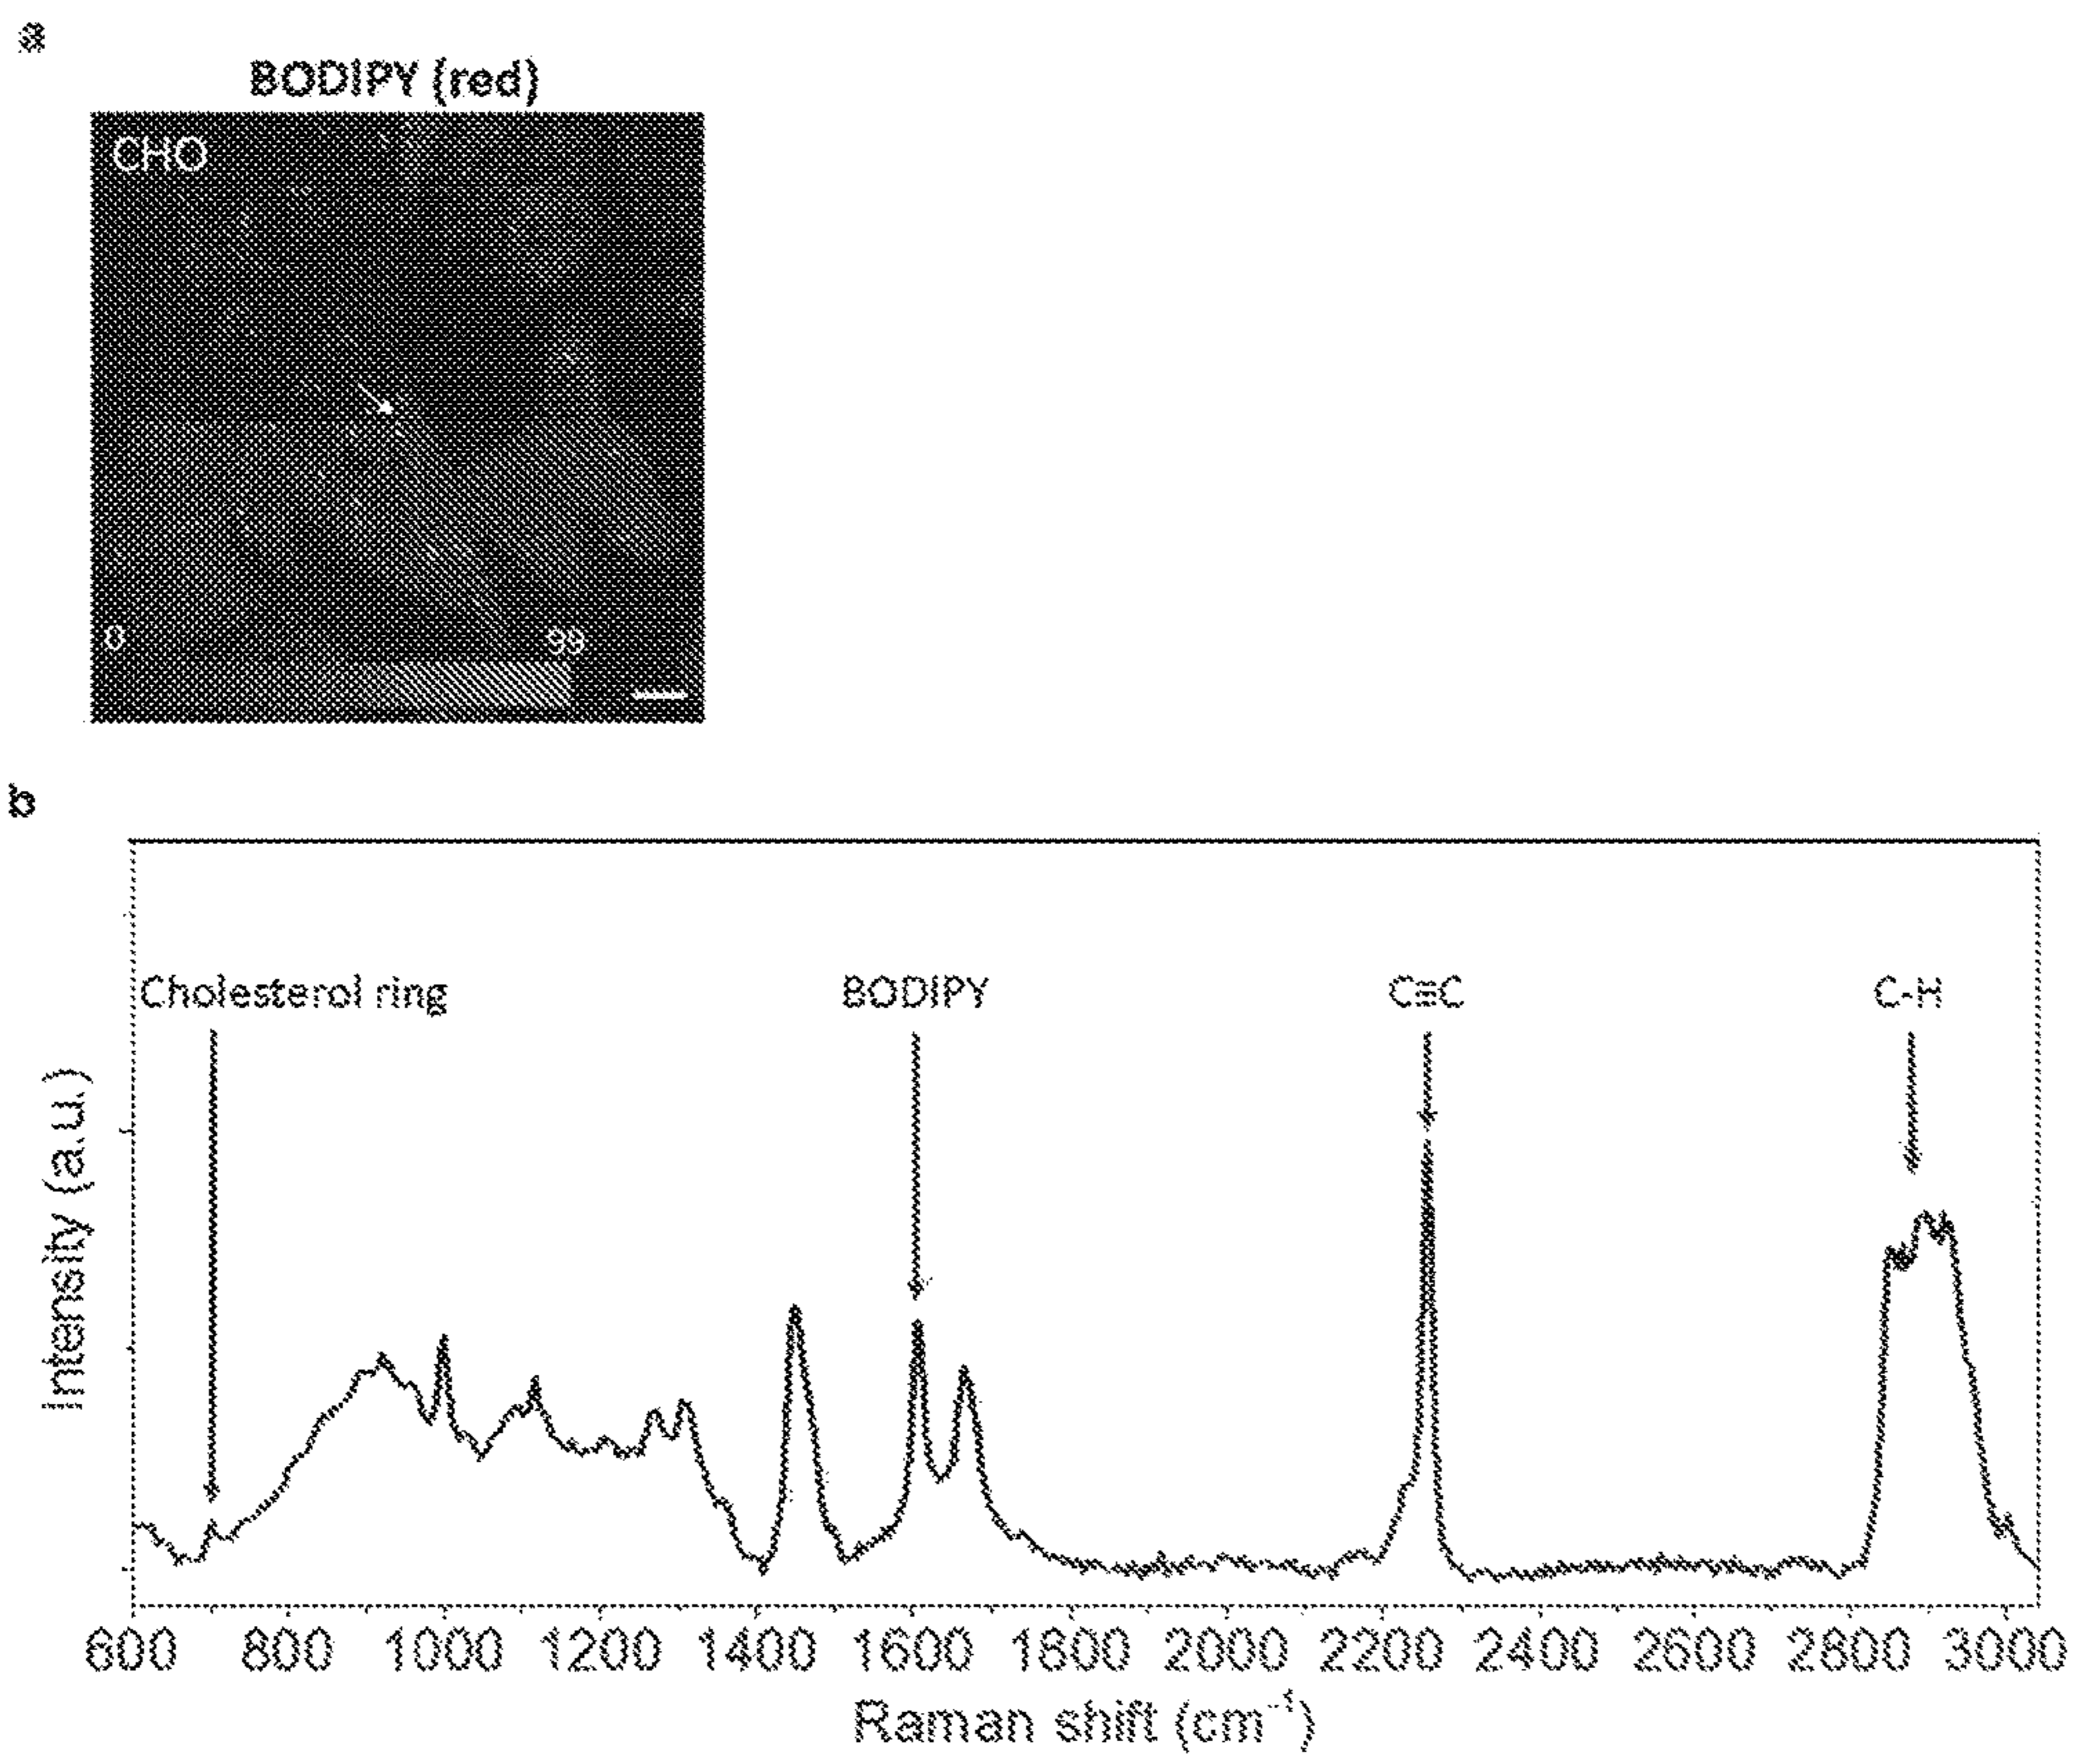 a
BODIPY (red)
CHO
0 99
b
Cholesterol ring BODIPY C≡C C-H
Intensity (a.u.)
600 800 1000 1200 1400 1600 1800 2000 2200 2400 2600 2800 3000
Raman shift (cm⁻¹)